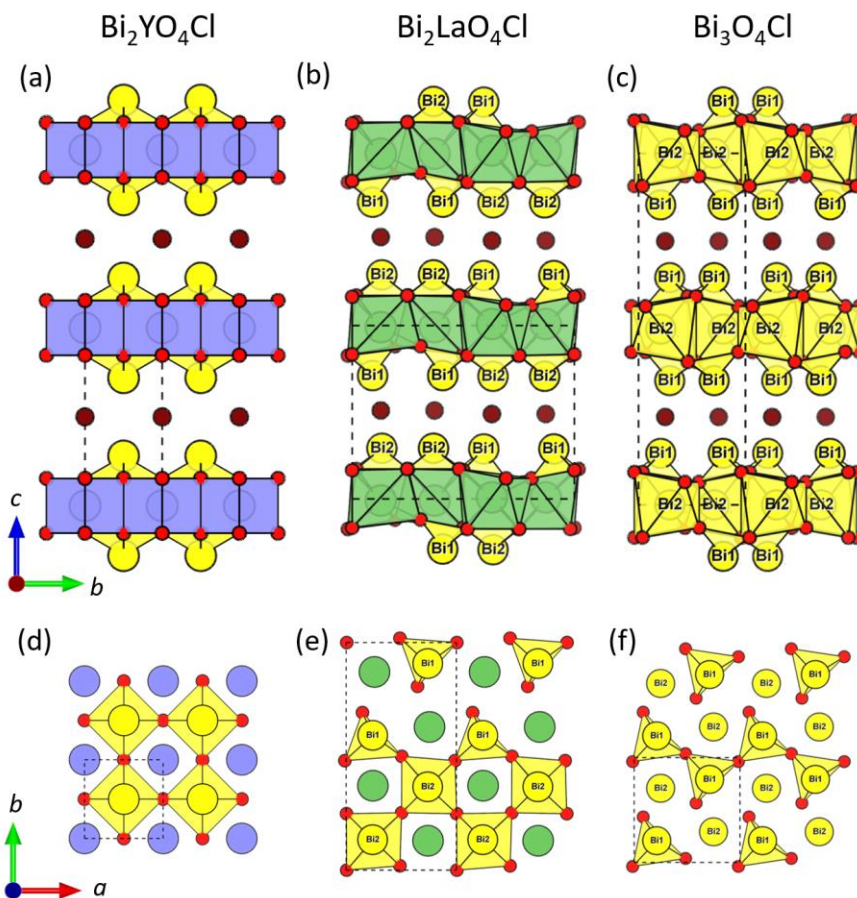 Bi₂YO₄Cl Bi₂LaO₄Cl Bi₃O₄Cl
(a) (b) (c)
Bi2 Bi1 Bi1 Bi1
Bi2 Bi2 Bi2 Bi2
Bi1 Bi1 Bi2 Bi2 Bi1 Bi1 Bi1 Bi1
Bi2 Bi2 Bi1 Bi1 Bi1 Bi1 Bi1 Bi1
Bi2 Bi2 Bi2 Bi2
Bi1 Bi1 Bi2 Bi2 Bi1 Bi1 Bi1 Bi1
Bi2 Bi2 Bi1 Bi1 Bi1 Bi1 Bi1 Bi1
c
Bi2 Bi2 Bi2 Bi2
Bi1 Bi2 Bi1 Bi1
b
(d) (e) (f)
Bi1 Bi1 Bi1 Bi1
Bi2 Bi2
Bi1 Bi1 Bi1 Bi2 Bi1 Bi2
Bi2 Bi2 Bi2 Bi1 Bi2 Bi1
b
Bi2 Bi2 Bi1 Bi2 Bi1 Bi2
a